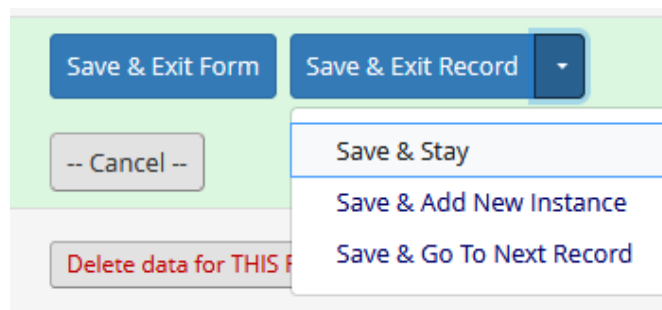 Save & Exit Form
Save & Exit Record
-- Cancel --
Save & Stay
Save & Add New Instance
Save & Go To Next Record
Delete data for THIS